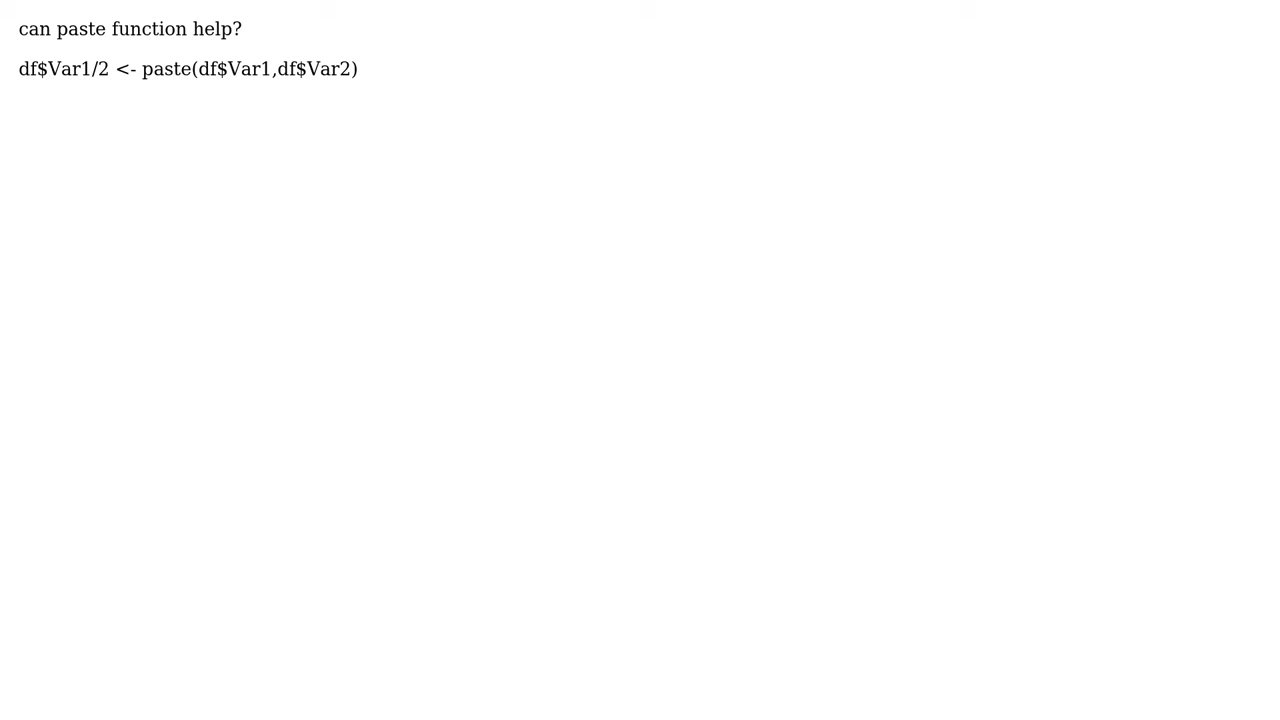 can paste function help?
df$Var1/2 <- paste(df$Var1,df$Var2)